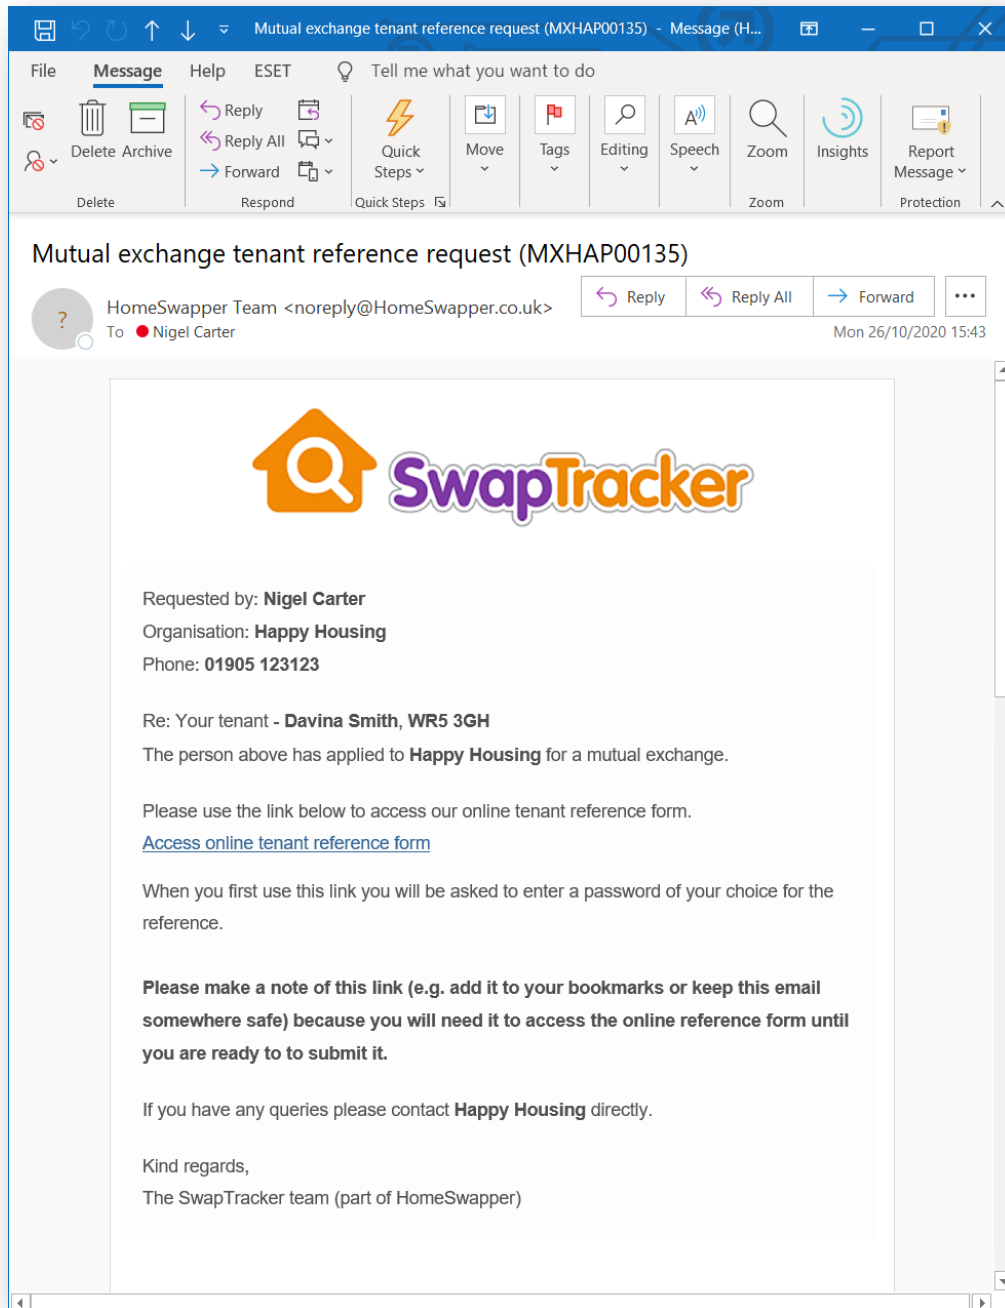 Mutual exchange tenant reference request (MXHAP00135) - Message (H...
File Message Help ESET Tell me what you want to do
Delete Archive
Reply
Reply All
Forward
Quick Steps
Move
Tags
Editing
Speech
Zoom
Insights
Report Message
Delete Respond Quick Steps Zoom Protection
Mutual exchange tenant reference request (MXHAP00135)
HomeSwapper Team <noreply@HomeSwapper.co.uk>
Reply Reply All Forward
To Nigel Carter
Mon 26/10/2020 15:43
SwapTracker
Requested by: Nigel Carter
Organisation: Happy Housing
Phone: 01905 123123
Re: Your tenant - Davina Smith, WR5 3GH
The person above has applied to Happy Housing for a mutual exchange.
Please use the link below to access our online tenant reference form.
Access online tenant reference form
When you first use this link you will be asked to enter a password of your choice for the
reference.
Please make a note of this link (e.g. add it to your bookmarks or keep this email
somewhere safe) because you will need it to access the online reference form until
you are ready to to submit it.
If you have any queries please contact Happy Housing directly.
Kind regards,
The SwapTracker team (part of HomeSwapper)